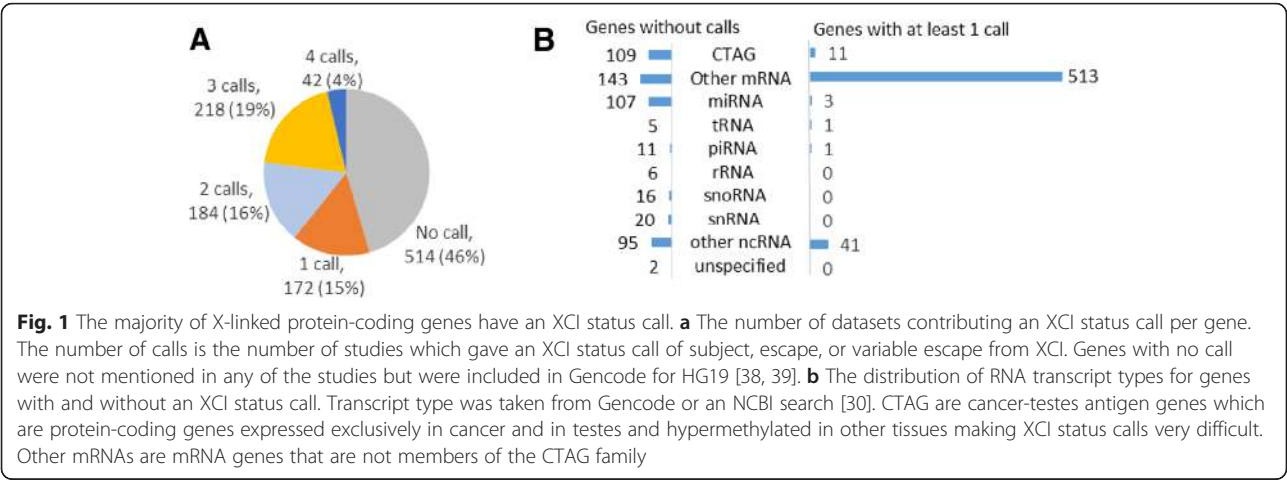 A
4 calls,
42 (4%)
3 calls,
218 (19%)
2 calls,
184 (16%)
No call,
514 (46%)
1 call,
172 (15%)
B
Genes without calls Genes with at least 1 call
109 CTAG 11
143 Other mRNA 513
107 miRNA 3
5 tRNA 1
11 piRNA 1
6 rRNA 0
16 snoRNA 0
20 snRNA 0
95 other ncRNA 41
2 unspecified 0
Fig. 1 The majority of X-linked protein-coding genes have an XCI status call. a The number of datasets contributing an XCI status call per gene.
The number of calls is the number of studies which gave an XCI status call of subject, escape, or variable escape from XCI. Genes with no call
were not mentioned in any of the studies but were included in Gencode for HG19 [38, 39]. b The distribution of RNA transcript types for genes
with and without an XCI status call. Transcript type was taken from Gencode or an NCBI search [30]. CTAG are cancer-testes antigen genes which
are protein-coding genes expressed exclusively in cancer and in testes and hypermethylated in other tissues making XCI status calls very difficult.
Other mRNAs are mRNA genes that are not members of the CTAG family